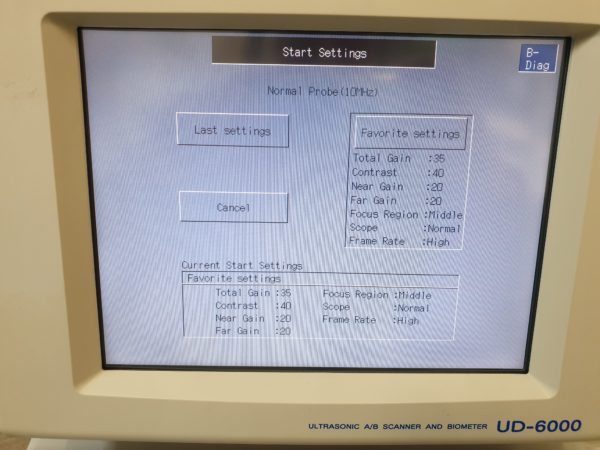 Start Settings
B-
Diag
Normal Probe(10MHz)
Last settings
Favorite settings
Total Gain :35
Contrast :40
Near Gain :20
Far Gain :20
Focus Region :Middle
Scope :Normal
Frame Rate :High
Cancel
Current Start Settings
Favorite settings
Total Gain :35 Focus Region :Middle
Contrast :40 Scope :Normal
Near Gain :20 Frame Rate :High
Far Gain :20
ULTRASONIC A/B SCANNER AND BIOMETER UD-6000